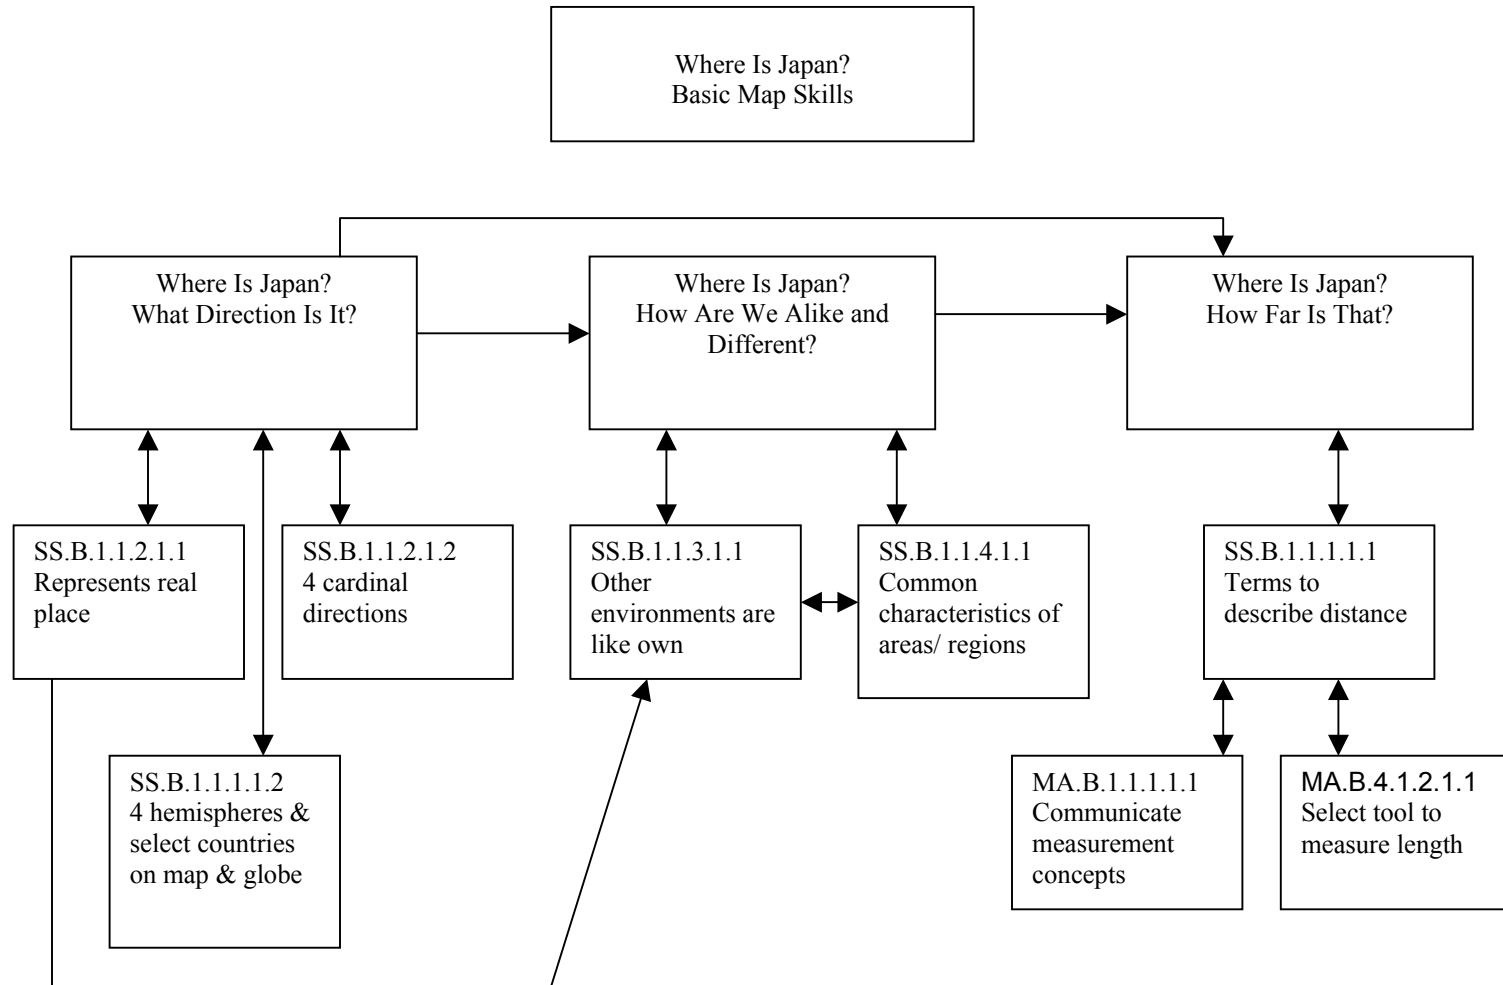 Where Is Japan?
Basic Map Skills
Where Is Japan?
What Direction Is It?
Where Is Japan?
How Are We Alike and
Different?
Where Is Japan?
How Far Is That?
SS.B.1.1.2.1.1
Represents real
place
SS.B.1.1.2.1.2
4 cardinal
directions
SS.B.1.1.3.1.1
Other
environments are
like own
SS.B.1.1.4.1.1
Common
characteristics of
areas/ regions
SS.B.1.1.1.1.1
Terms to
describe distance
SS.B.1.1.1.1.2
4 hemispheres &
select countries
on map & globe
MA.B.1.1.1.1.1
Communicate
measurement
concepts
MA.B.4.1.2.1.1
Select tool to
measure length